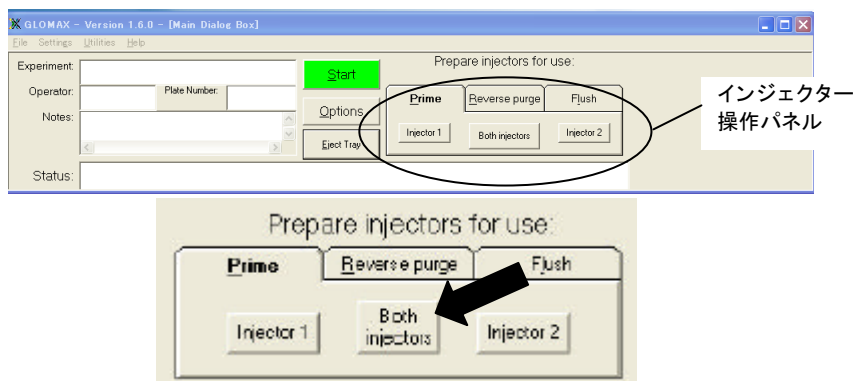 GLOMAX - Version 1.6.0 - [Main Dialog Box]
File Settings Utilities Help
Experiment:
Start
Prepare injectors for use:
Operator:
Plate Number:
Notes:
Options
Prime
Reverse purge
Flush
Injector 1
Both injectors
Injector 2
Eject Tray
Status:
インジェクター
操作パネル
Prepare injectors for use:
Prime
Reverse purge
Flush
Injector 1
Both
injectors
Injector 2